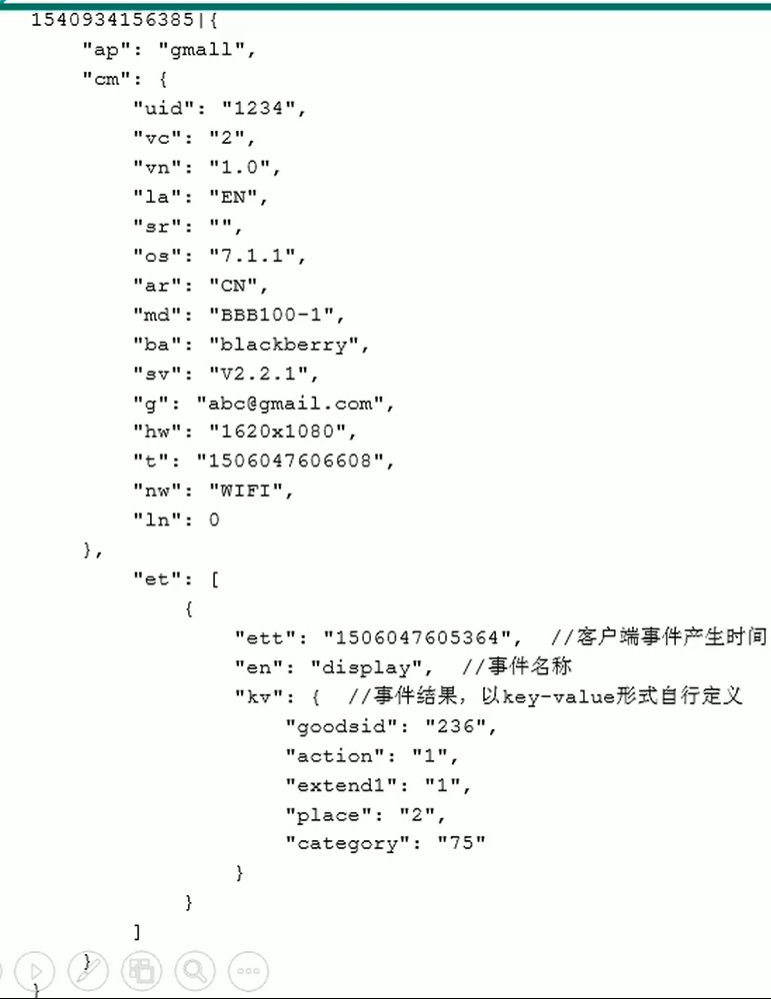 1540934156385|{
"ap": "gmall",
"cm": {
"uid": "1234",
"vc": "2",
"vn": "1.0",
"la": "EN",
"sr": "",
"os": "7.1.1",
"ar": "CN",
"md": "BBB100-1",
"ba": "blackberry",
"sv": "V2.2.1",
"g": "abc@gmail.com",
"hw": "1620x1080",
"t": "1506047606608",
"nw": "WIFI",
"ln": 0
},
"et": [
{
"ett": "1506047605364",  //客户端事件产生时间
"en": "display",  //事件名称
"kv": {  //事件结果，以key-value形式自行定义
"goodsid": "236",
"action": "1",
"extend1": "1",
"place": "2",
"category": "75"
}
}
]
}
}